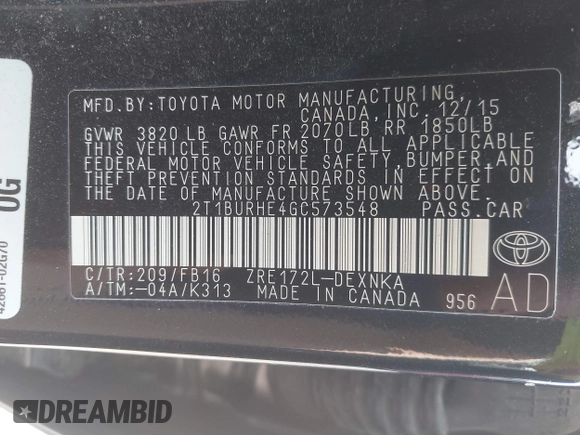 MFD.BY:TOYOTA MOTOR MANUFACTURING
CANADA,INC. 12/15
GVWR 3820 LB GAWR FR 2070LB RR 1850LB
THIS VEHICLE CONFORMS TO ALL APPLICABLE
FEDERAL MOTOR VEHICLE SAFETY,BUMPER,AND
THEFT PREVENTION STANDARDS IN EFFECT ON
THE DATE OF MANUFACTURE SHOWN ABOVE.
2T1BURHE4GC573548 PASS.CAR
C/TR:209/FB16 ZRE172L-DEXNKA
A/TM:-04A/K313 MADE IN CANADA 956
AD
OG
42661-02G70
DREAMBID